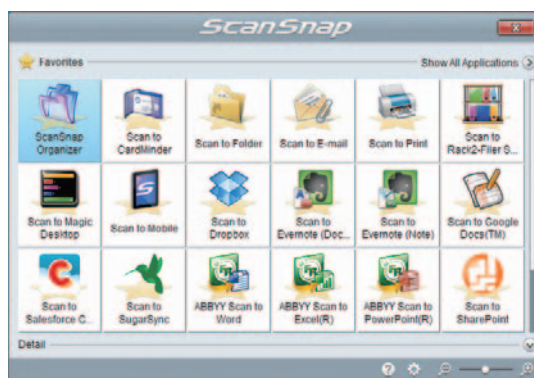 ScanSnap
Favorites
Show All Applications
ScanSnap
Organizer
Scan to
CardMinder
Scan to Folder
Scan to E-mail
Scan to Print
Scan to
Rack2-Filer S...
Scan to Magic
Desktop
Scan to Mobile
Scan to
Dropbox
Scan to
Evernote (Doc...
Scan to
Evernote (Note)
Scan to Google
Docs(TM)
Scan to
Salesforce C...
Scan to
SugarSync
ABBYY Scan to
Word
ABBYY Scan to
Excel(R)
ABBYY Scan to
PowerPoint(R)
Scan to
SharePoint
Detail